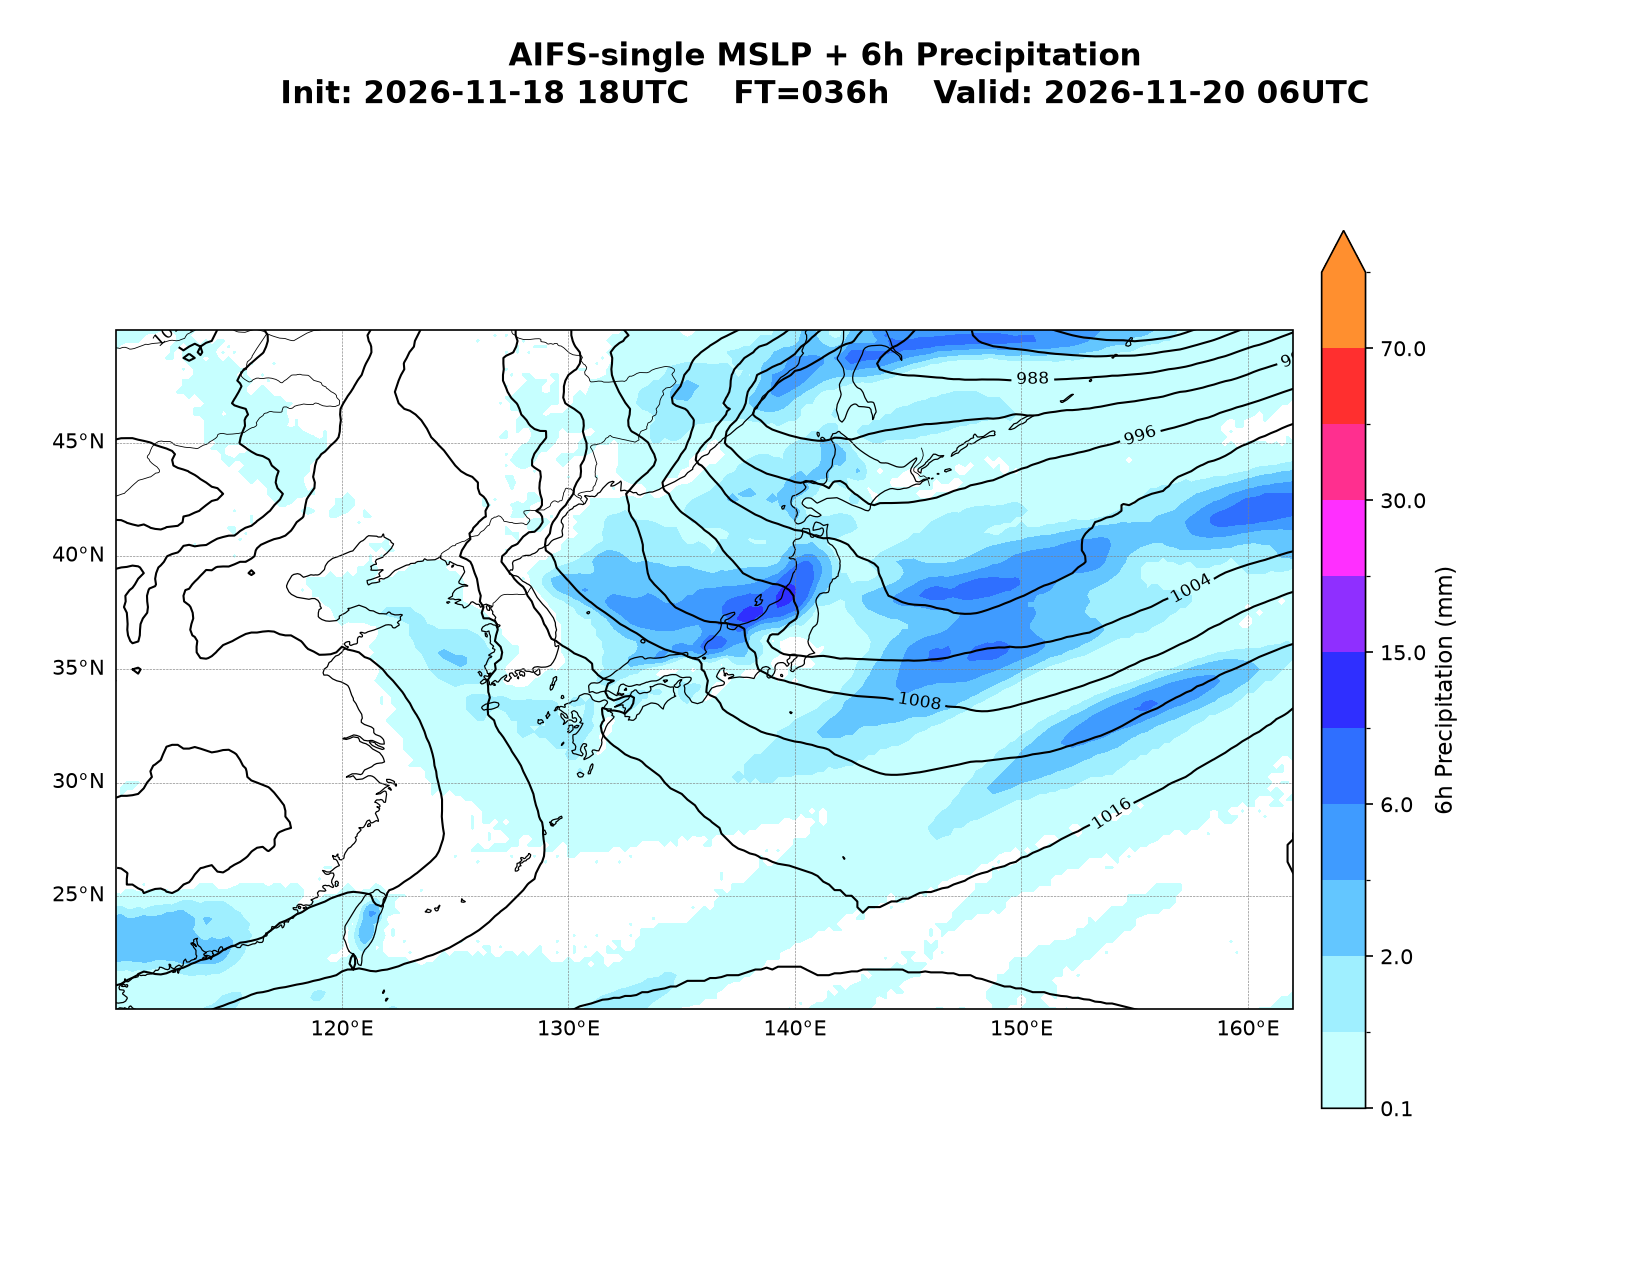 AIFS-single MSLP + 6h Precipitation
Init: 2026-11-18 18UTC    FT=036h    Valid: 2026-11-20 06UTC
988
996
1004
1008
1016
45°N
40°N
35°N
30°N
25°N
120°E
130°E
140°E
150°E
160°E
70.0
30.0
15.0
6.0
2.0
0.1
6h Precipitation (mm)